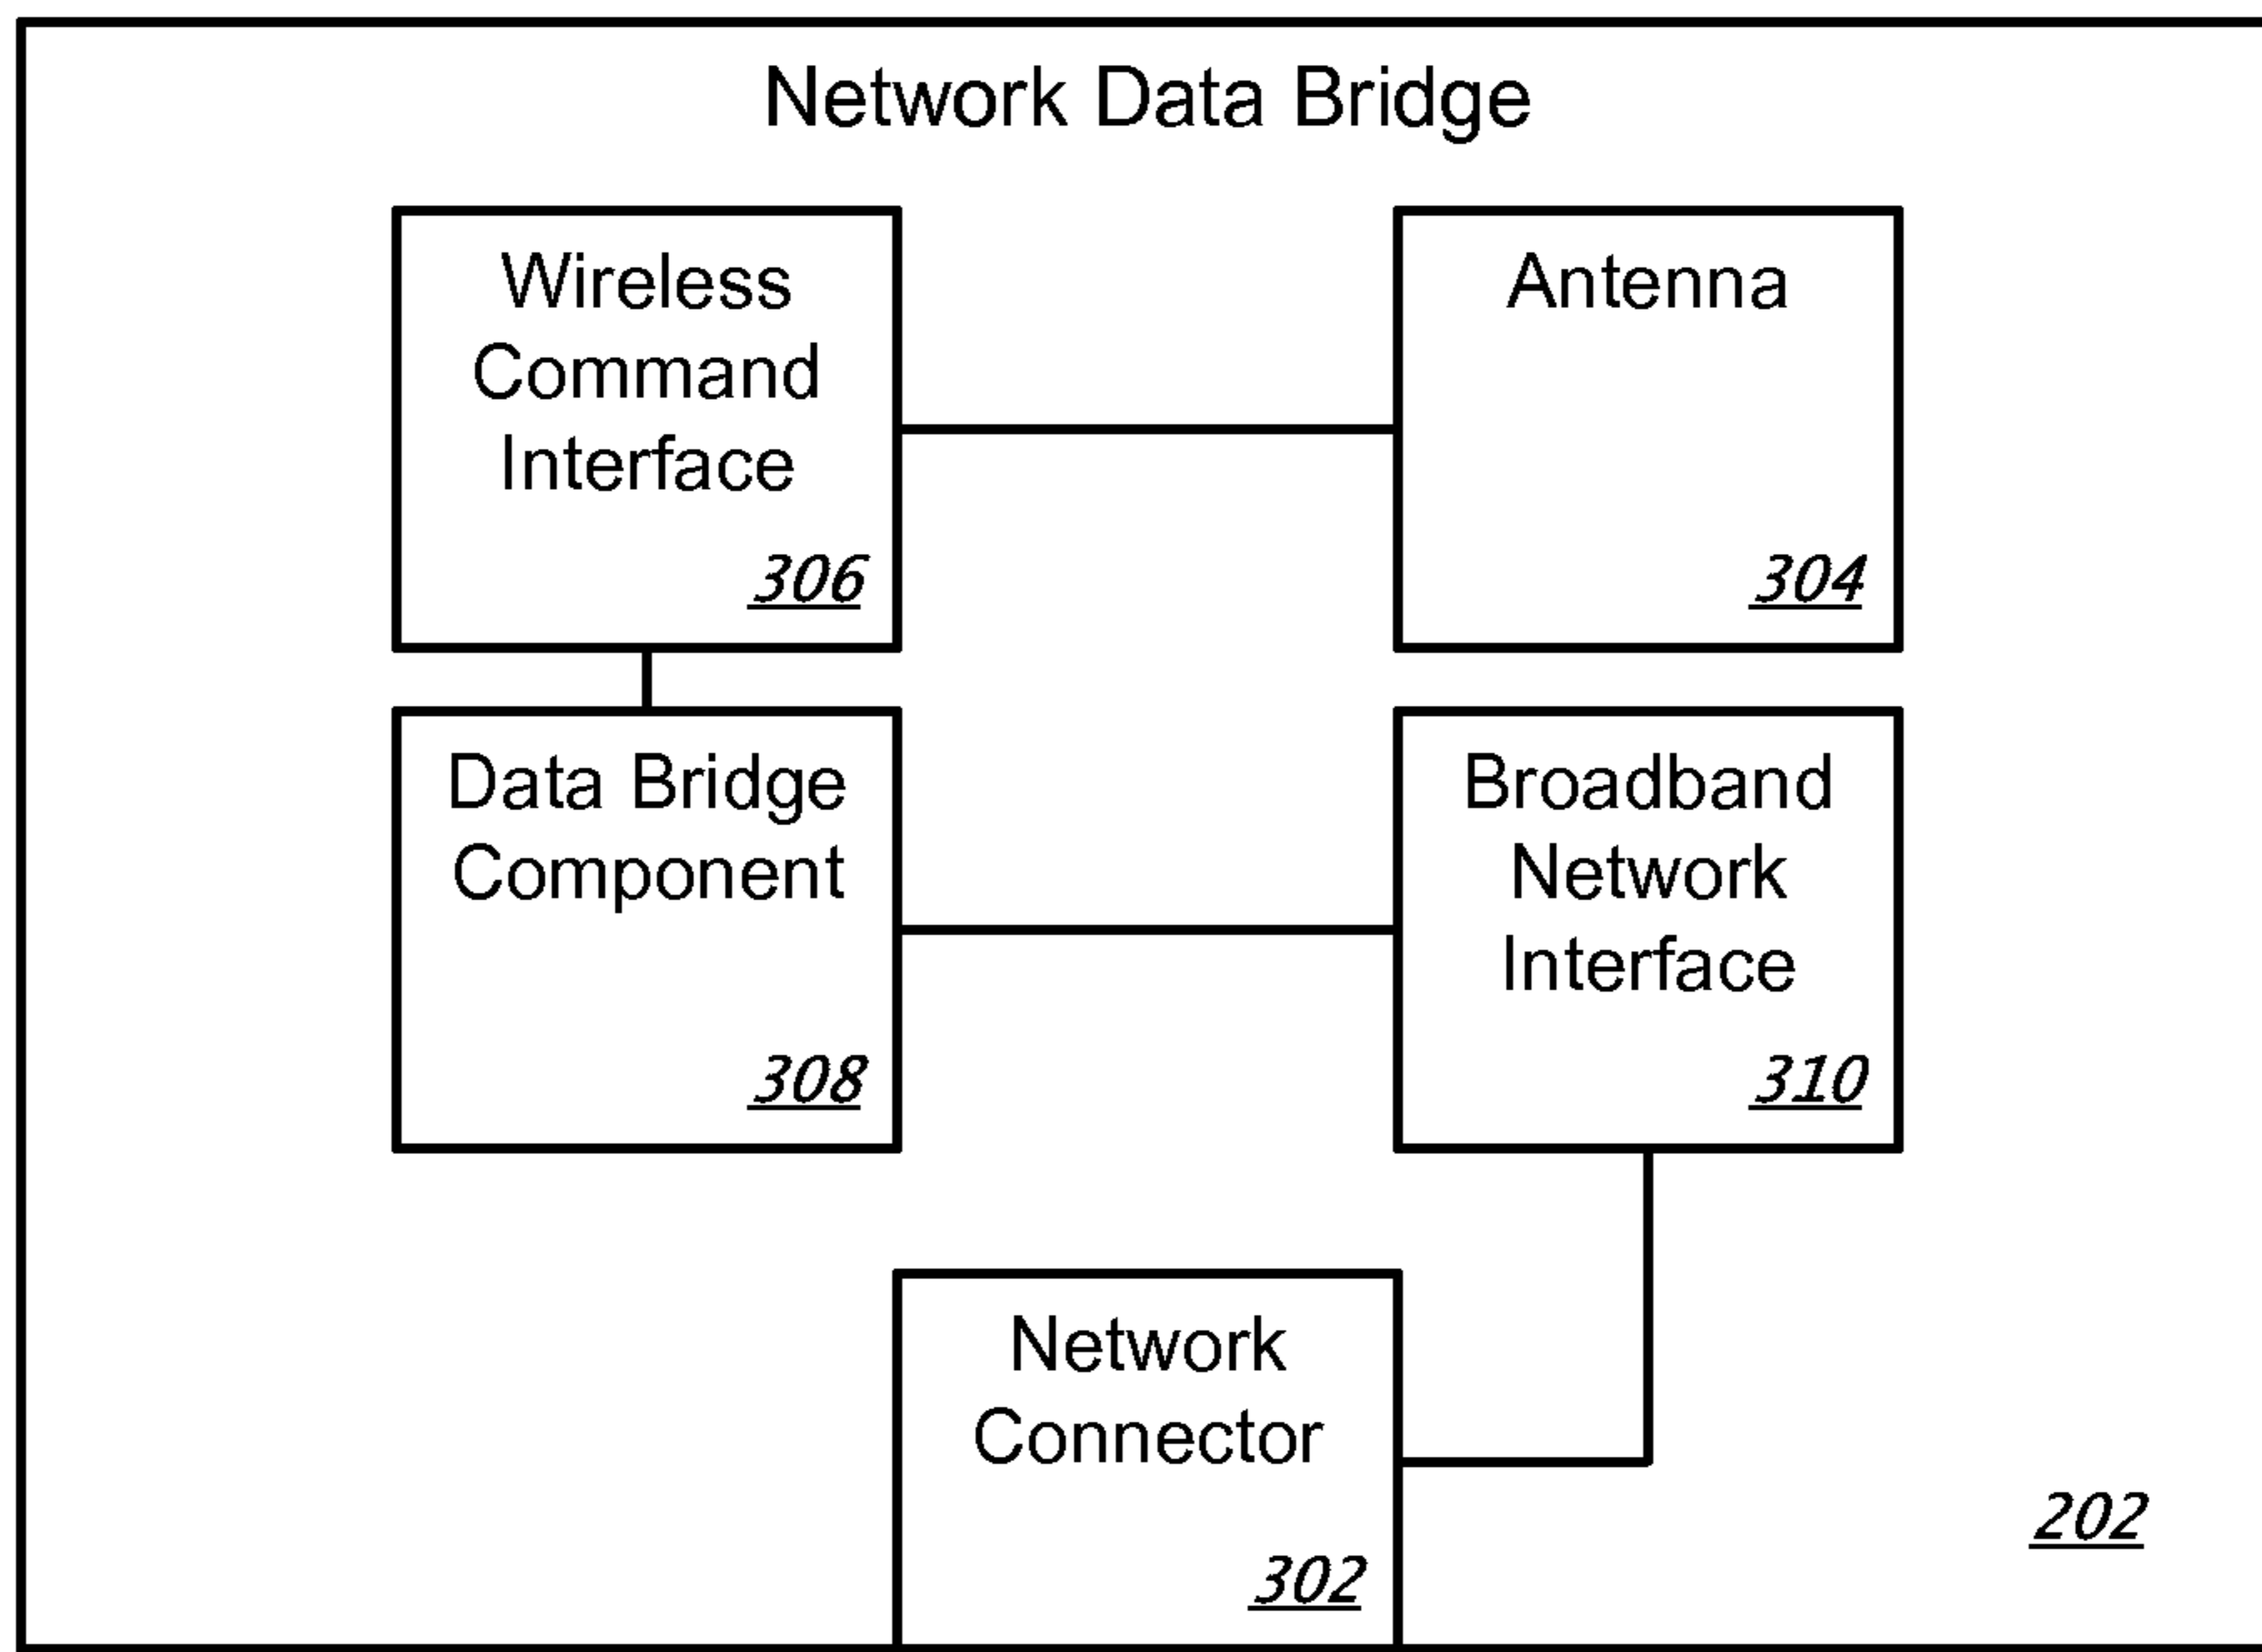 Network Data Bridge
Wireless
Command
Interface
306
Antenna
304
Data Bridge
Component
308
Broadband
Network
Interface
310
Network
Connector
302
202